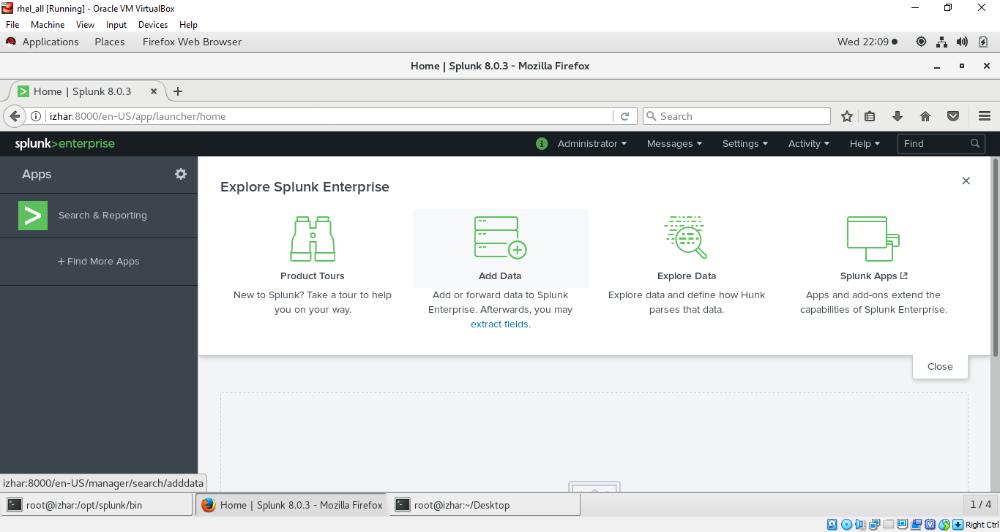 rhel_all [Running] - Oracle VM VirtualBox
File Machine View Input Devices Help
Applications Places Firefox Web Browser Wed 22:09
Home | Splunk 8.0.3 - Mozilla Firefox
Home | Splunk 8.0.3
izhar:8000/en-US/app/launcher/home Search
splunk>enterprise Administrator Messages Settings Activity Help Find
Apps
Search & Reporting
+ Find More Apps
Explore Splunk Enterprise
Product Tours
New to Splunk? Take a tour to help
you on your way.
Add Data
Add or forward data to Splunk
Enterprise. Afterwards, you may
extract fields.
Explore Data
Explore data and define how Hunk
parses that data.
Splunk Apps
Apps and add-ons extend the
capabilities of Splunk Enterprise.
Close
izhar:8000/en-US/manager/search/adddata
root@izhar:/opt/splunk/bin Home | Splunk 8.0.3 - Mozilla Firefox root@izhar:~/Desktop 1 / 4
Right Ctrl